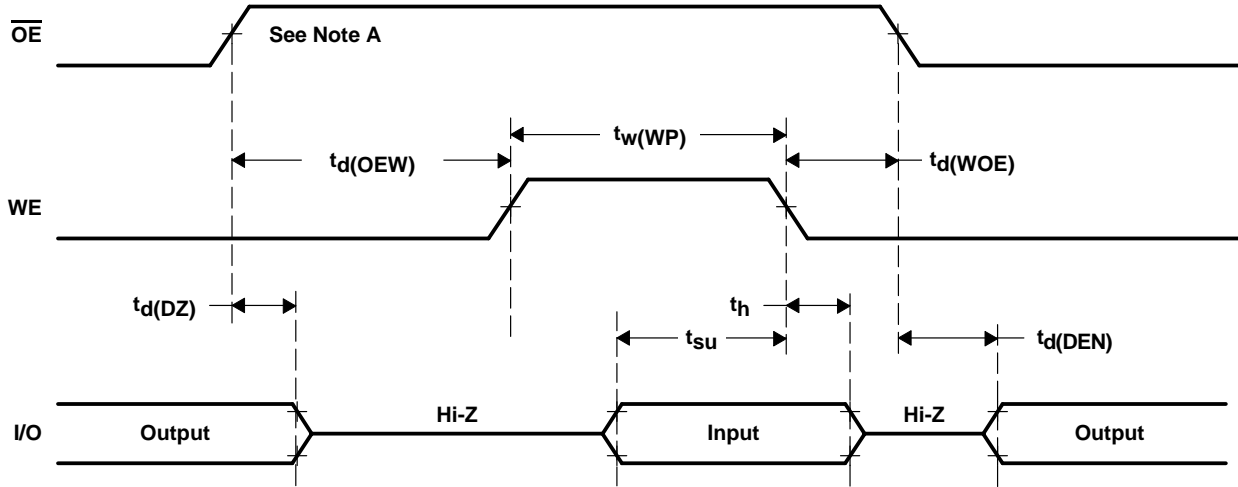 OE
See Note A
tw(WP)
td(OEW)
td(WOE)
WE
td(DZ)
th
tsu
td(DEN)
Hi-Z
Hi-Z
I/O
Output
Input
Output